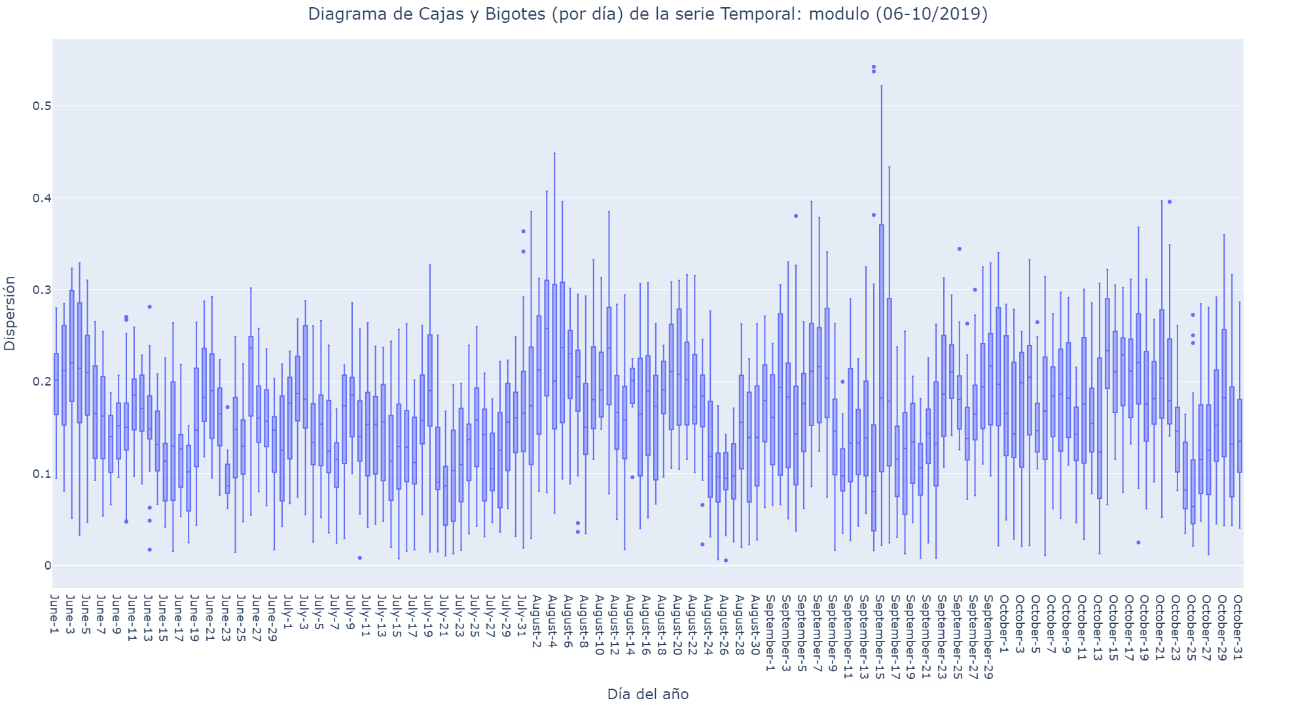 Diagrama de Cajas y Bigotes (por día) de la serie Temporal: modulo (06-10/2019)
Dispersión
0.5
0.4
0.3
0.2
0.1
0
June-1
June-3
June-5
June-7
June-9
June-11
June-13
June-15
June-17
June-19
June-21
June-23
June-25
June-27
June-29
July-1
July-3
July-5
July-7
July-9
July-11
July-13
July-15
July-17
July-19
July-21
July-23
July-25
July-27
July-29
July-31
August-2
August-4
August-6
August-8
August-10
August-12
August-14
August-16
August-18
August-20
August-22
August-24
August-26
August-28
August-30
September-1
September-3
September-5
September-7
September-9
September-11
September-13
September-15
September-17
September-19
September-21
September-23
September-25
September-27
September-29
October-1
October-3
October-5
October-7
October-9
October-11
October-13
October-15
October-17
October-19
October-21
October-23
October-25
October-27
October-29
October-31
Día del año